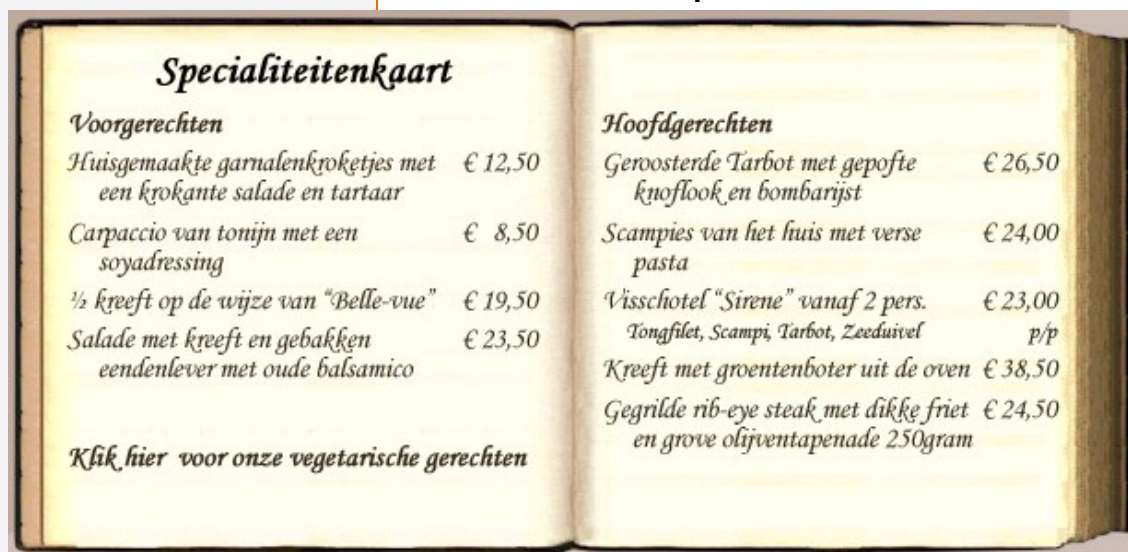 Specialiteitenkaart
Voorgerechten
Huisgemaakte garnalenkroketjes met € 12,50
een krokante salade en tartaar
Carpaccio van tonijn met een € 8,50
soyadressing
½ kreeft op de wijze van “Belle-vue” € 19,50
Salade met kreeft en gebakken € 23,50
eendenlever met oude balsamico
Klik hier voor onze vegetarische gerechten
Hoofdgerechten
Geroosterde Tarbot met gepofte € 26,50
knoflook en bombarijst
Scampies van het huis met verse € 24,00
pasta
Visschotel “Sirene” vanaf 2 pers. € 23,00
Tongfilet, Scampi, Tarbot, Zeeduivel p/p
Kreeft met groentenboter uit de oven € 38,50
Gegrilde rib-eye steak met dikke friet € 24,50
en grove olijventapenade 250gram